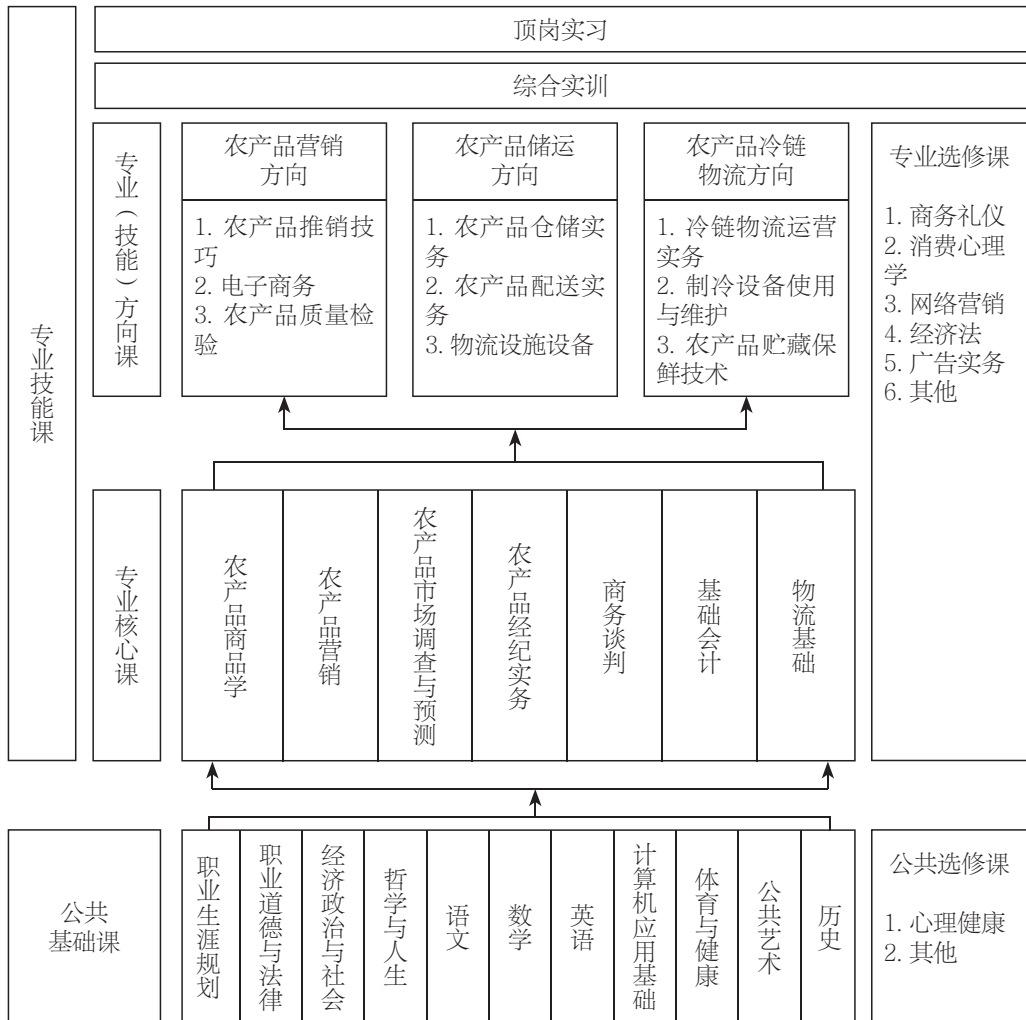 顶岗实习
综合实训
专业技能课
专业（技能）方向课
农产品营销
方向
1. 农产品推销技
巧
2. 电子商务
3. 农产品质量检
验
农产品储运
方向
1. 农产品仓储实
务
2. 农产品配送实
务
3. 物流设施设备
农产品冷链
物流方向
1. 冷链物流运营
实务
2. 制冷设备使用
与维护
3. 农产品贮藏保
鲜技术
专业选修课
1. 商务礼仪
2. 消费心理
学
3. 网络营销
4. 经济法
5. 广告实务
6. 其他
专业核心课
农产品商品学
农产品营销
农产品市场调查与预测
农产品经纪实务
商务谈判
基础会计
物流基础
公共
基础课
职业生涯规划
职业道德与法律
经济政治与社会
哲学与人生
语文
数学
英语
计算机应用基础
体育与健康
公共艺术
历史
公共选修课
1. 心理健康
2. 其他